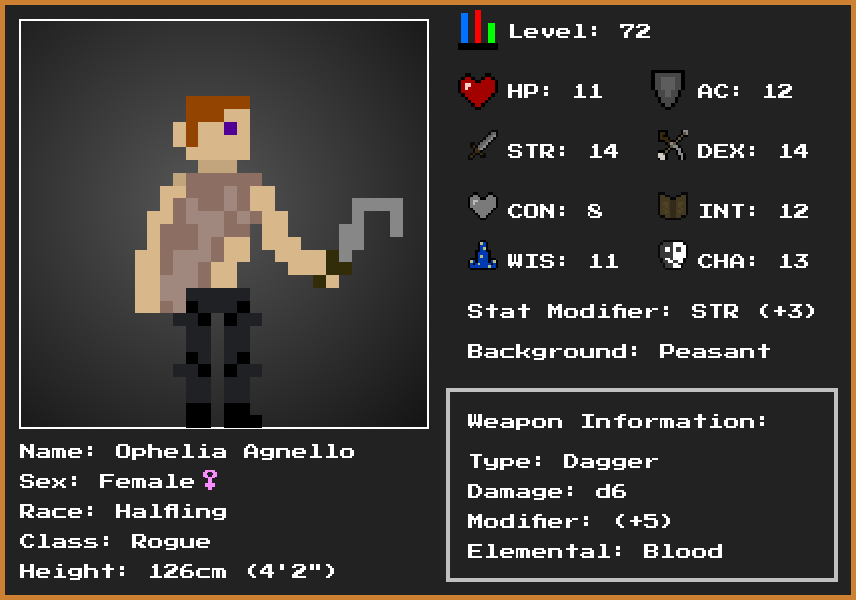 Level: 72
HP: 11
AC: 12
STR: 14
DEX: 14
CON: 8
INT: 12
WIS: 11
CHA: 13
Stat Modifier: STR (+3)
Background: Peasant
Weapon Information:
Type: Dagger
Damage: d6
Modifier: (+5)
Elemental: Blood
Name: Ophelia Agnello
Sex: Female♀
Race: Halfling
Class: Rogue
Height: 126cm (4'2")